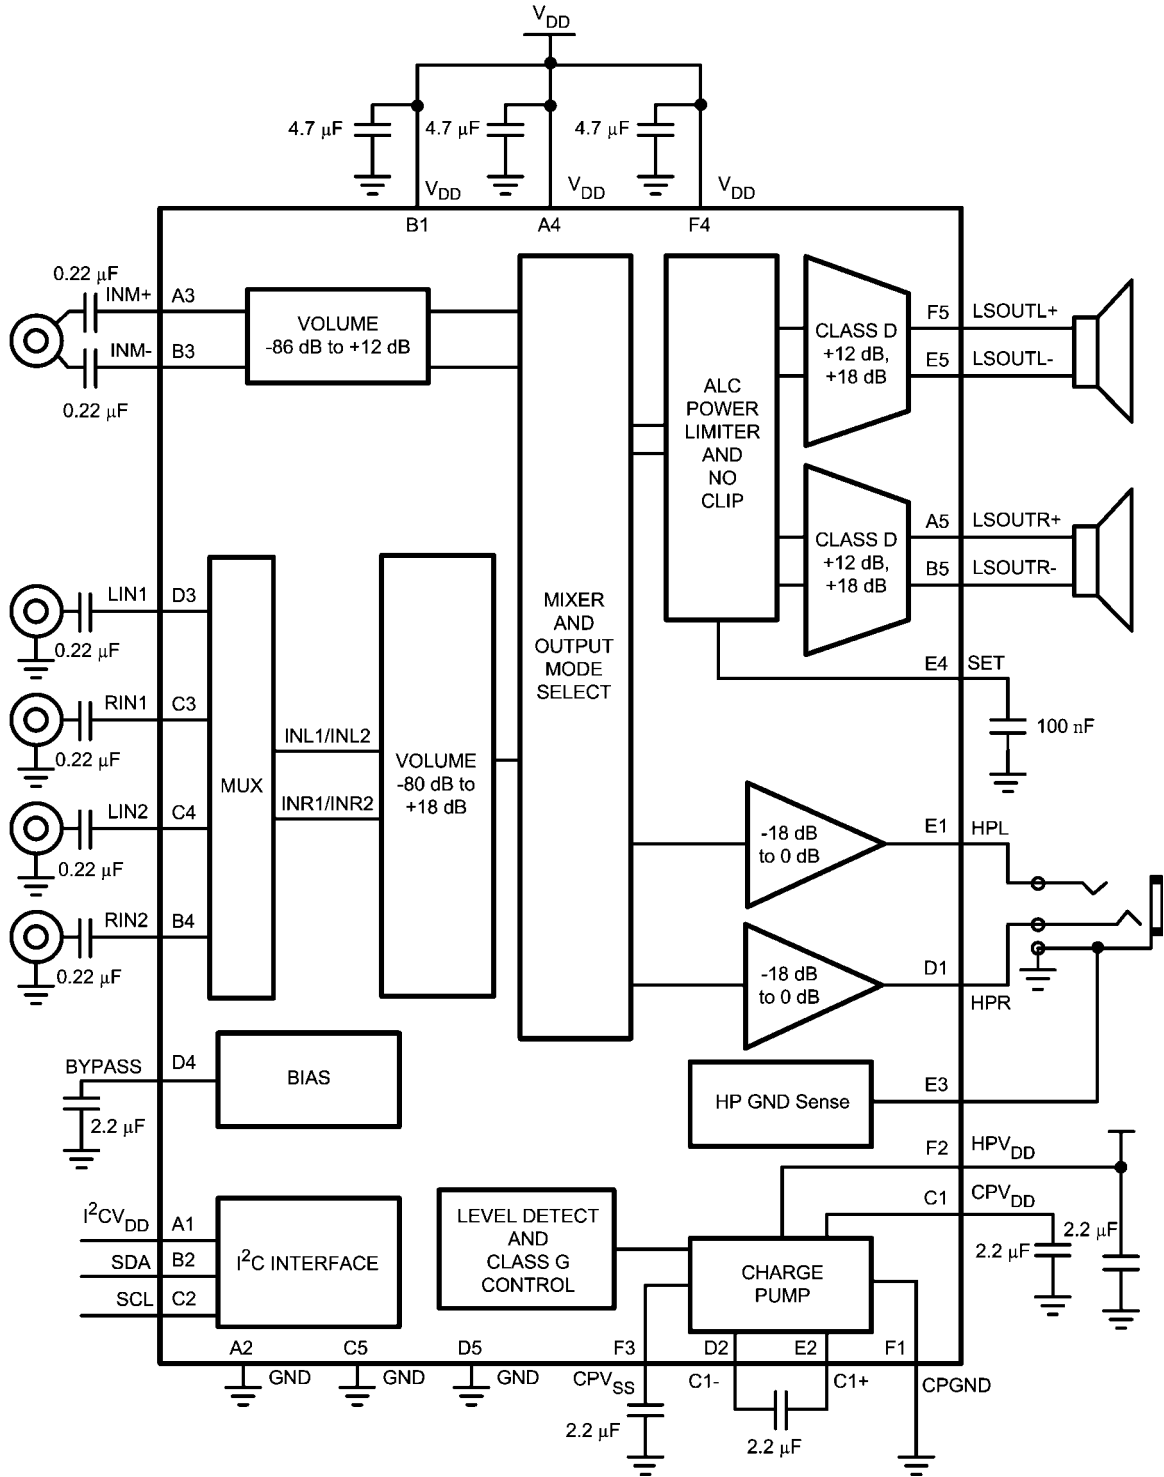 V_DD
4.7 μF
4.7 μF
4.7 μF
V_DD
V_DD
V_DD
B1
A4
F4
0.22 μF
INM+
A3
INM-
B3
0.22 μF
VOLUME
-86 dB to +12 dB
ALC
POWER
LIMITER
AND
NO
CLIP
CLASS D
+12 dB,
+18 dB
F5
LSOUTL+
E5
LSOUTL-
CLASS D
+12 dB,
+18 dB
A5
LSOUTR+
B5
LSOUTR-
MIXER
AND
OUTPUT
MODE
SELECT
E4
SET
100 nF
LIN1
D3
0.22 μF
RIN1
C3
0.22 μF
LIN2
C4
0.22 μF
RIN2
B4
0.22 μF
MUX
INL1/INL2
INR1/INR2
VOLUME
-80 dB to
+18 dB
-18 dB
to 0 dB
E1
HPL
-18 dB
to 0 dB
D1
HPR
BYPASS
D4
2.2 μF
BIAS
HP GND Sense
E3
F2
HPV_DD
C1
CPV_DD
2.2 μF
2.2 μF
I²CV_DD
A1
SDA
B2
SCL
C2
I²C INTERFACE
LEVEL DETECT
AND
CLASS G
CONTROL
CHARGE
PUMP
A2
C5
D5
F3
D2
E2
F1
GND
GND
GND
CPV_SS
C1-
C1+
CPGND
2.2 μF
2.2 μF